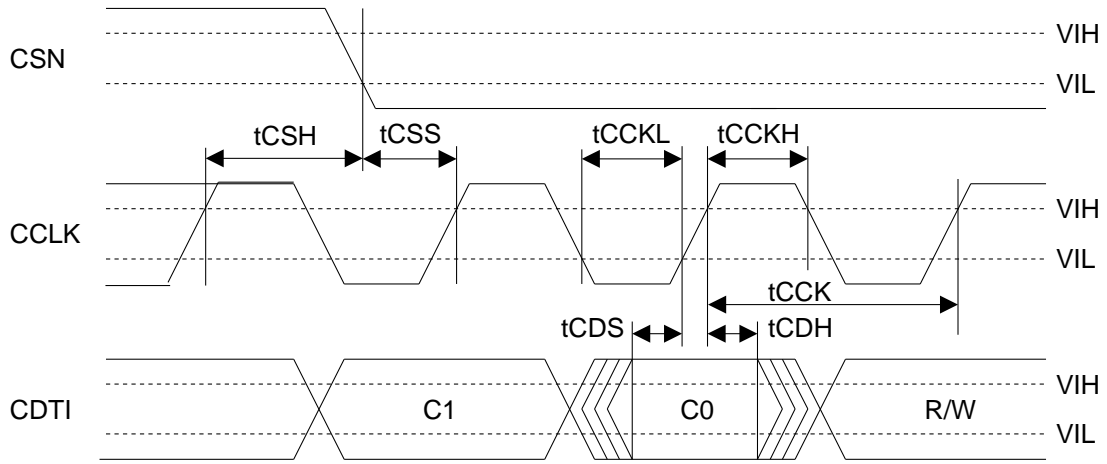 VIH
CSN
VIL
tCSH tCSS tCCKL tCCKH
VIH
CCLK
VIL
tCCK
tCDS tCDH
VIH
CDTI C1 C0 R/W
VIL